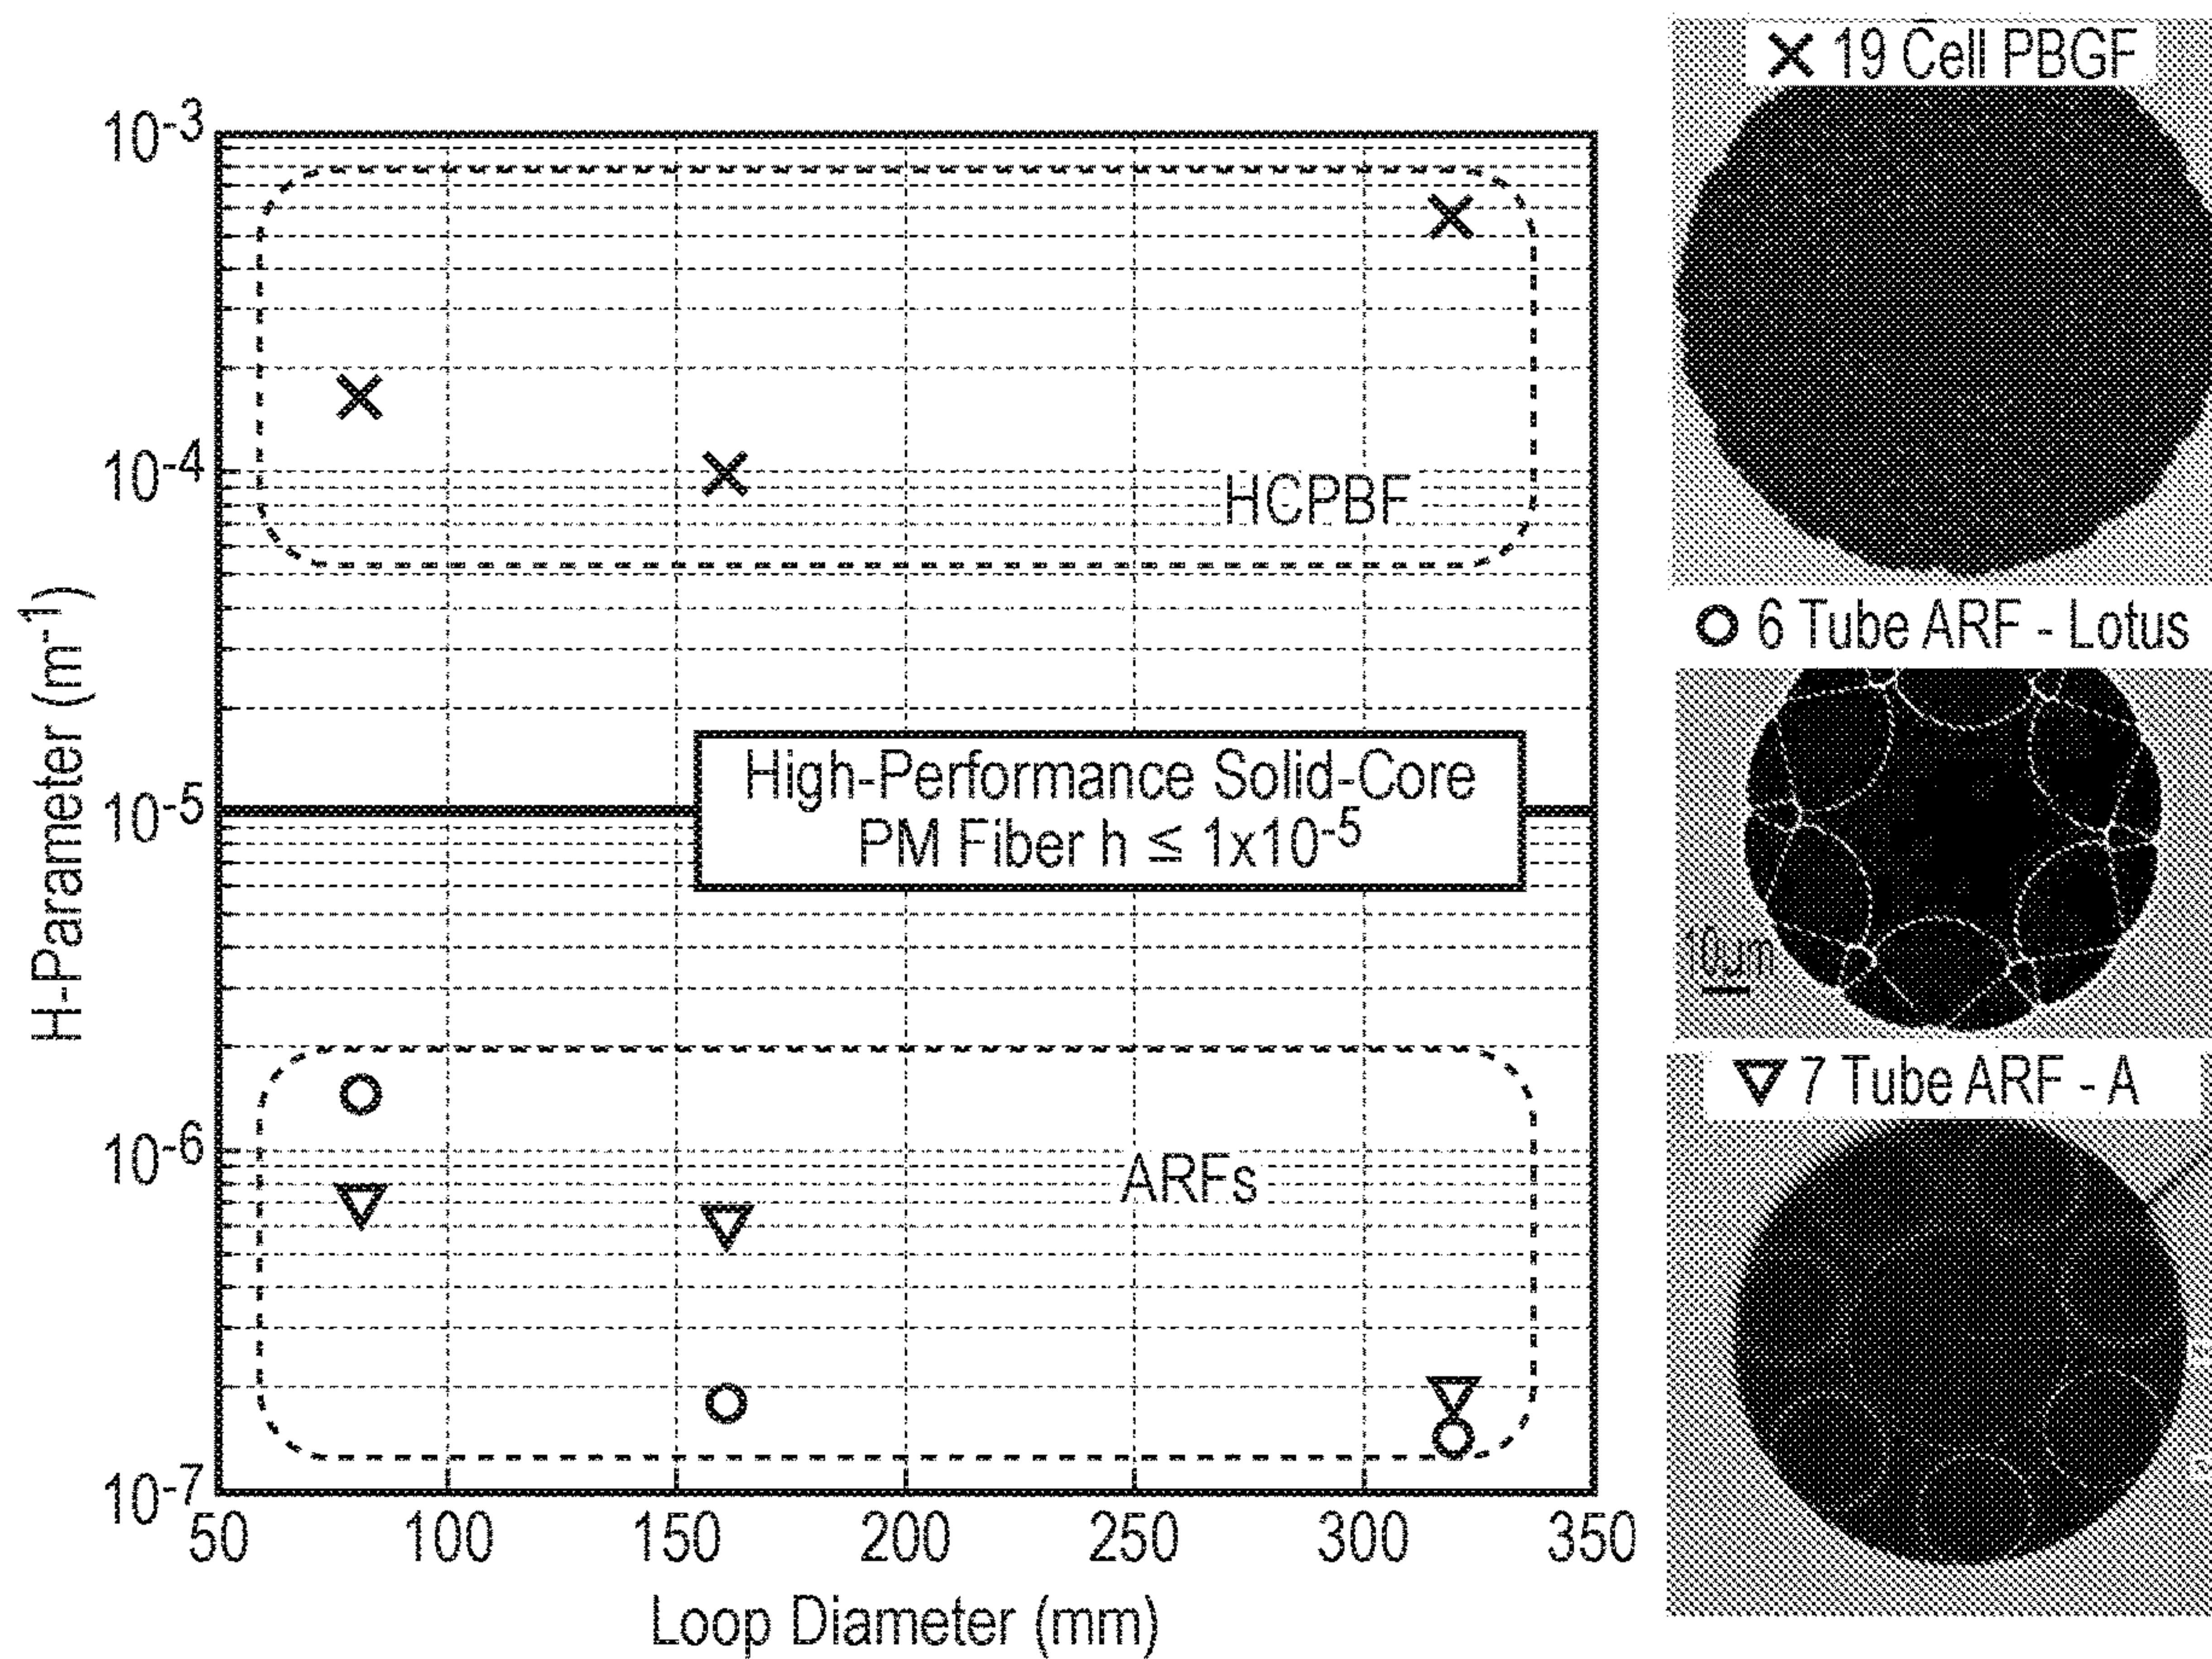 10-3
10-4
10-5
10-6
10-7
H-Parameter (m-1)
50 100 150 200 250 300 350
Loop Diameter (mm)
HCPBF
High-Performance Solid-Core
PM Fiber h ≤ 1x10-5
ARFs
X 19 Cell PBGF
O 6 Tube ARF - Lotus
10μm
▽ 7 Tube ARF - A